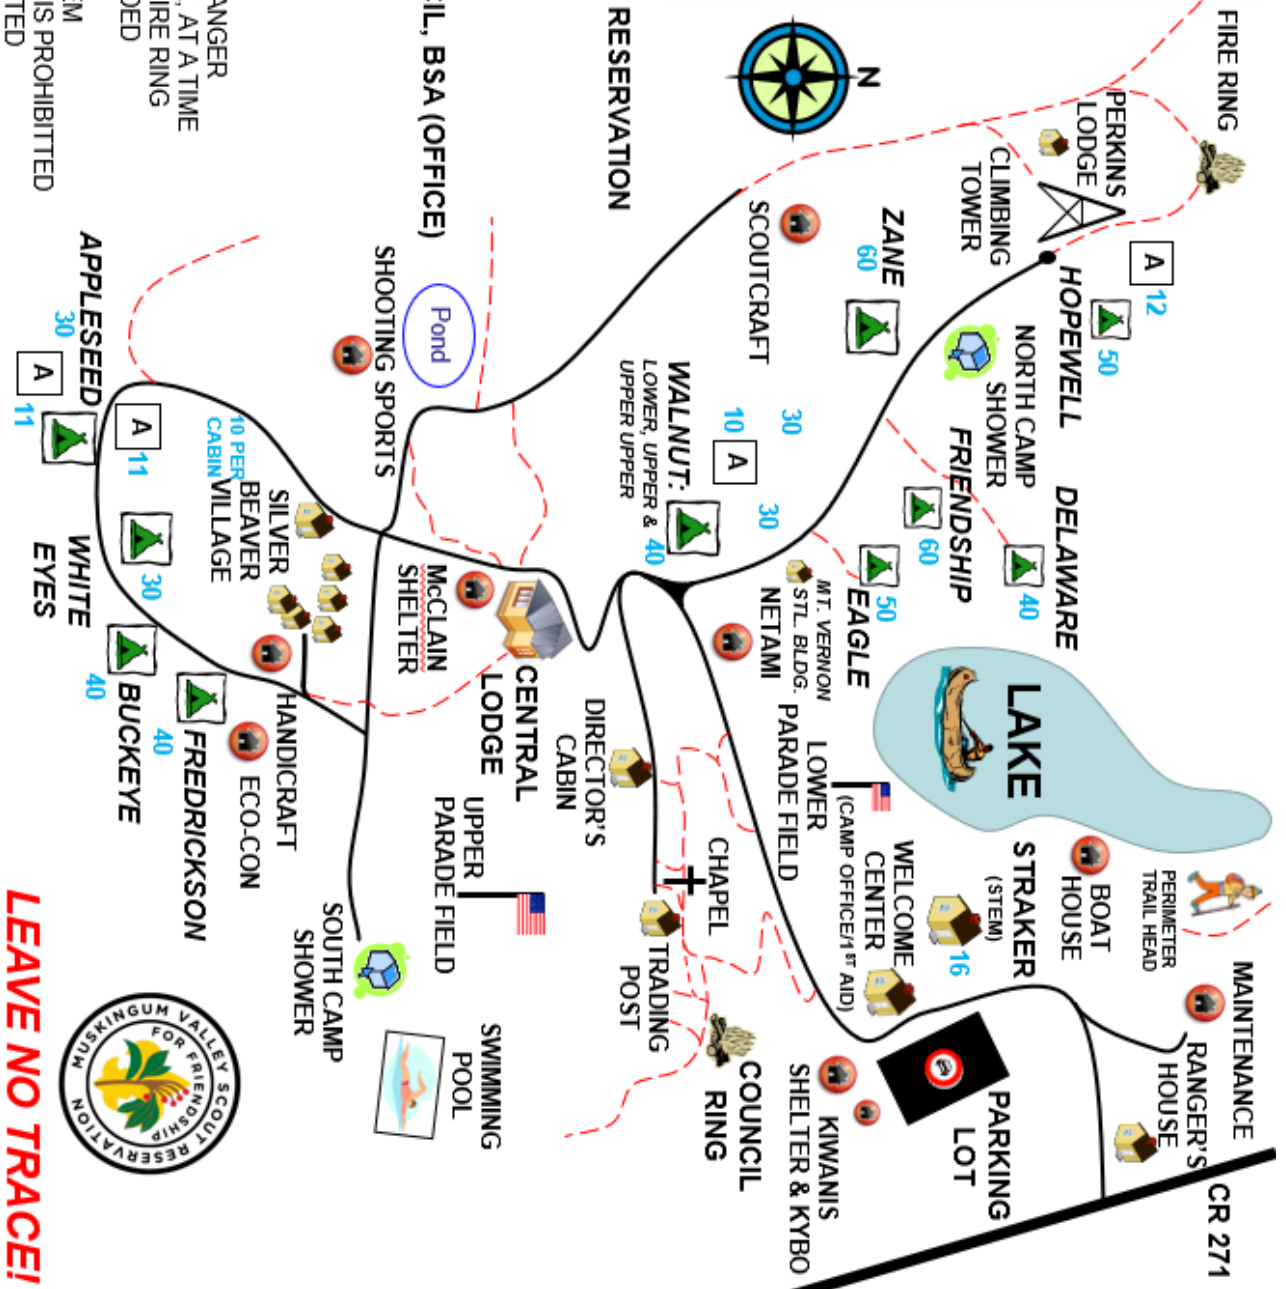 FIRE RING
CR 271
MAINTENANCE
RANGER'S
HOUSE
PERIMETER
TRAIL HEAD
12
A
PERKINS
LODGE
50
HOPEWELL
DELAWARE
40
BOAT
HOUSE
LAKE
STRAKER
(STEM)
16
PARKING
LOT
CLIMBING
TOWER
NORTH CAMP
SHOWER
FRIENDSHIP
60
ZANE
60
EAGLE
50
WELCOME
CENTER
(CAMP OFFICE/1ST AID)
N
LOWER
PARADE FIELD
MT. VERNON
STL. BLDG.
NETAMI
KIWANIS
SHELTER & KYBO
SCOUTCRAFT
30
10
A
30
WALNUT:
LOWER, UPPER &
UPPER UPPER
40
CHAPEL
COUNCIL
RING
RESERVATION
TRADING
POST
DIRECTOR'S
CABIN
CENTRAL
LODGE
McCLAIN
SHELTER
UPPER
PARADE FIELD
SWIMMING
POOL
IL, BSA (OFFICE)
Pond
SHOOTING SPORTS
SOUTH CAMP
SHOWER
SILVER
BEAVER
VILLAGE
10 PER
CABIN
HANDICRAFT
ECO-CON
ANGER
, AT A TIME
IRE RING
DED
FREDRICKSON
40
BUCKEYE
40
30
WHITE
EYES
A
11
APPLESEED
30
A
11
EM
IS PROHIBITTED
TED
MUSKINGUM VALLEY SCOUT RESERVATION
FOR FRIENDSHIP
LEAVE NO TRACE!